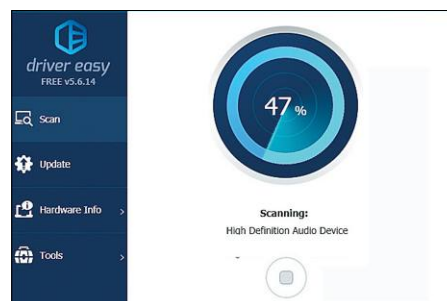 driver easy
FREE v5.6.14
Scan
Update
Hardware Info
Tools
47 %
Scanning:
High Definition Audio Device